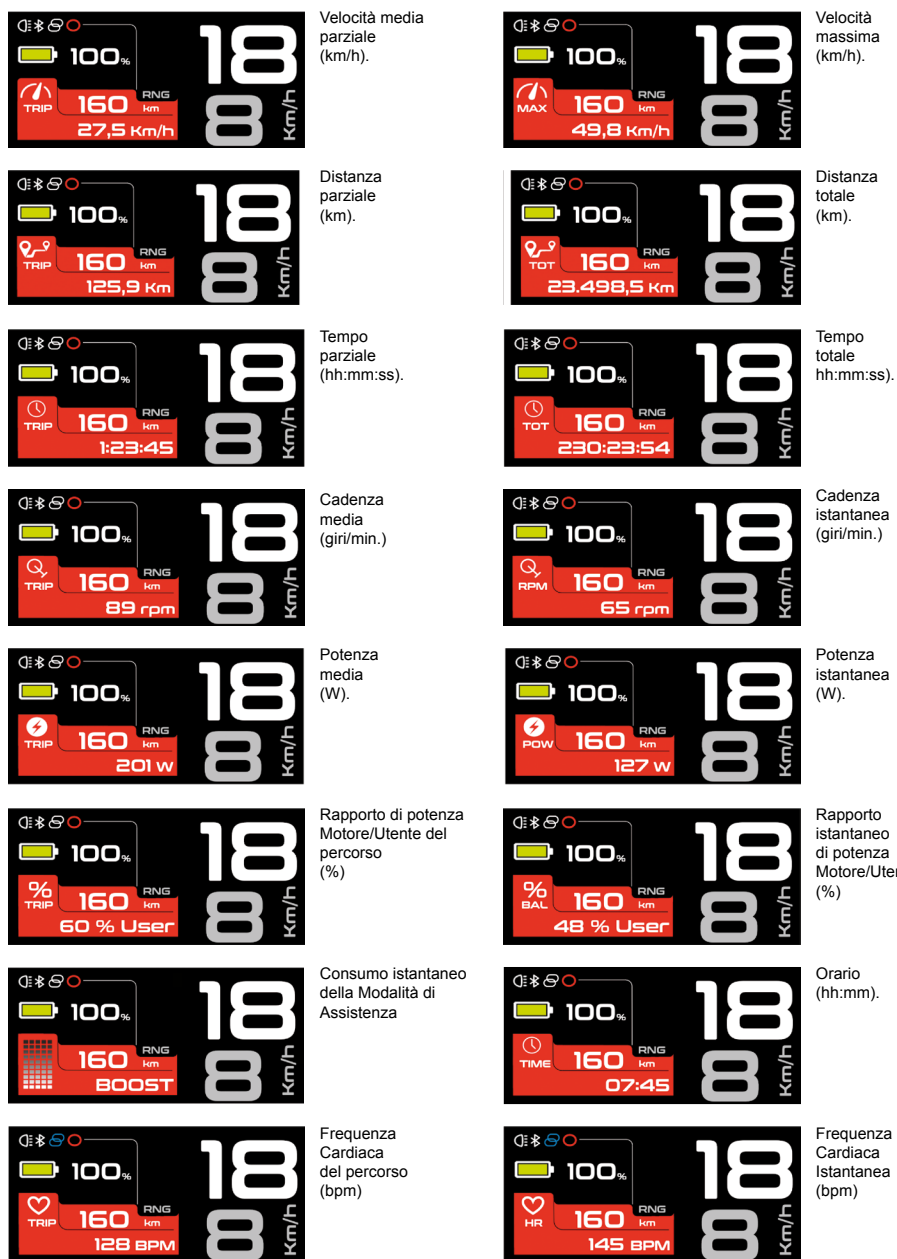 100%
18
8
Km/h
TRIP
160
RNG
km
27,5 Km/h
Velocità media
parziale
(km/h).
100%
18
8
Km/h
MAX
160
RNG
km
49,8 Km/h
Velocità
massima
(km/h).
100%
18
8
Km/h
TRIP
160
RNG
km
125,9 Km
Distanza
parziale
(km).
100%
18
8
Km/h
TOT
160
RNG
km
23.498,5 Km
Distanza
totale
(km).
100%
18
8
Km/h
TRIP
160
RNG
km
1:23:45
Tempo
parziale
(hh:mm:ss).
100%
18
8
Km/h
TOT
160
RNG
km
230:23:54
Tempo
totale
hh:mm:ss).
100%
18
8
Km/h
TRIP
160
RNG
km
89 rpm
Cadenza
media
(giri/min.)
100%
18
8
Km/h
RPM
160
RNG
km
65 rpm
Cadenza
istantanea
(giri/min.)
100%
18
8
Km/h
TRIP
160
RNG
km
201 W
Potenza
media
(W).
100%
18
8
Km/h
POW
160
RNG
km
127 W
Potenza
istantanea
(W).
100%
18
8
Km/h
%
TRIP
160
RNG
km
60 % User
Rapporto di potenza
Motore/Utente del
percorso
(%)
100%
18
8
Km/h
%
BAL
160
RNG
km
48 % User
Rapporto
istantaneo
di potenza
Motore/Uter
(%)
100%
18
8
Km/h
160
RNG
km
BOOST
Consumo istantaneo
della Modalità di
Assistenza
100%
18
8
Km/h
TIME
160
RNG
km
07:45
Orario
(hh:mm).
100%
18
8
Km/h
TRIP
160
RNG
km
128 BPM
Frequenza
Cardiaca
del percorso
(bpm)
100%
18
8
Km/h
HR
160
RNG
km
145 BPM
Frequenza
Cardiaca
Istantanea
(bpm)